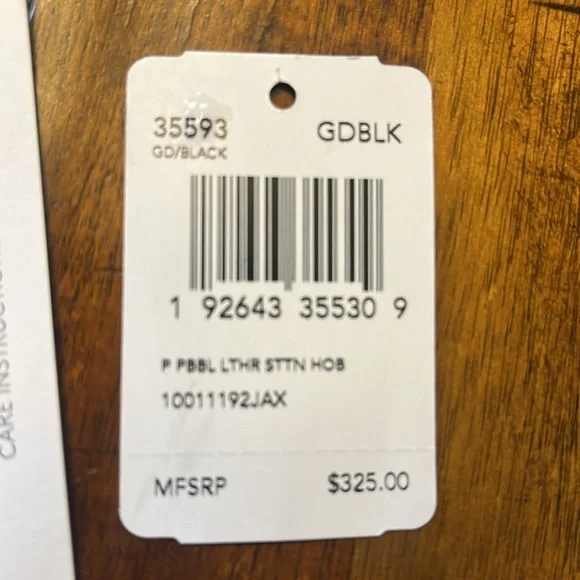 35593 GDBLK
GD/BLACK
1 92643 35530 9
P PBBL LTHR STTN HOB
10011192JAX
MFSRP $325.00